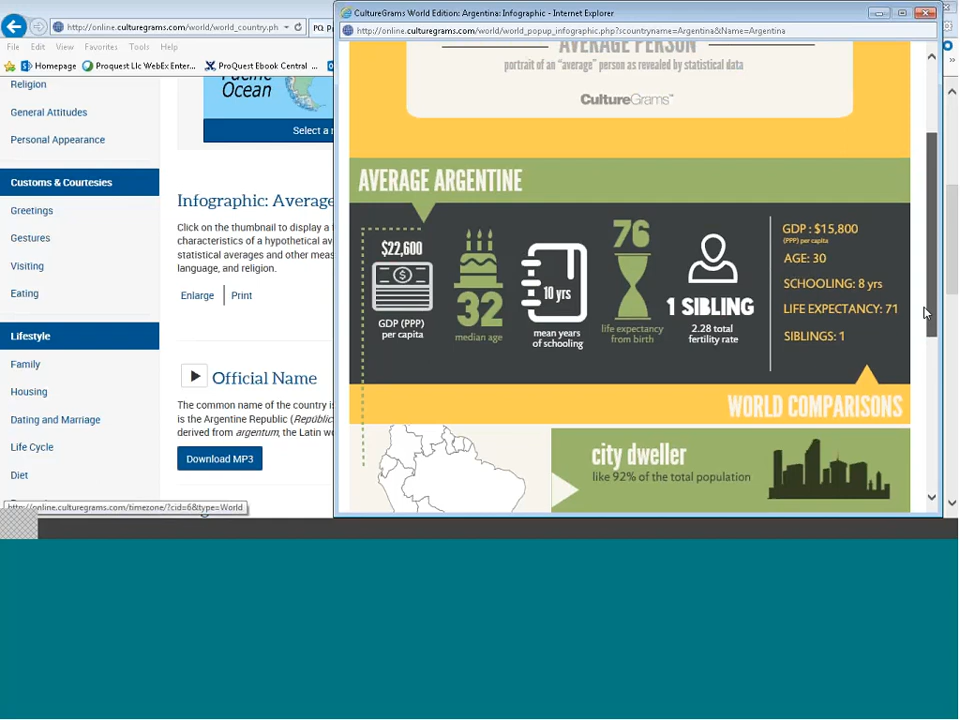 CultureGrams World Edition: Argentina: Infographic - Internet Explorer
http://online.culturegrams.com/world/world_country.ph
http://online.culturegrams.com/world/world_popup_infographic.php?countryname=Argentina&Name=Argentina
File Edit View Favorites Tools Help
Homepage Proquest Llc WebEx Enter... ProQuest Ebook Central ...
Religion
General Attitudes
Personal Appearance
Customs & Courtesies
Greetings
Gestures
Visiting
Eating
Lifestyle
Family
Housing
Dating and Marriage
Life Cycle
Diet
http://online.culturegrams.com/timezone/?cid=6&type=World
Pacific
Ocean
Select a
Infographic: Average
Click on the thumbnail to display a
characteristics of a hypothetical av
statistical averages and other meas
language, and religion.
Enlarge Print
Official Name
The common name of the country is
is the Argentine Republic (Repúblic
derived from argentum, the Latin w
Download MP3
AVERAGE PERSON
portrait of an “average” person as revealed by statistical data
CultureGrams™
AVERAGE ARGENTINE
$22,600
GDP (PPP)
per capita
32
median age
10 yrs
mean years
of schooling
76
life expectancy
from birth
1 SIBLING
2.28 total
fertility rate
GDP : $15,800
(PPP) per capita
AGE: 30
SCHOOLING: 8 yrs
LIFE EXPECTANCY: 71
SIBLINGS: 1
WORLD COMPARISONS
city dweller
like 92% of the total population